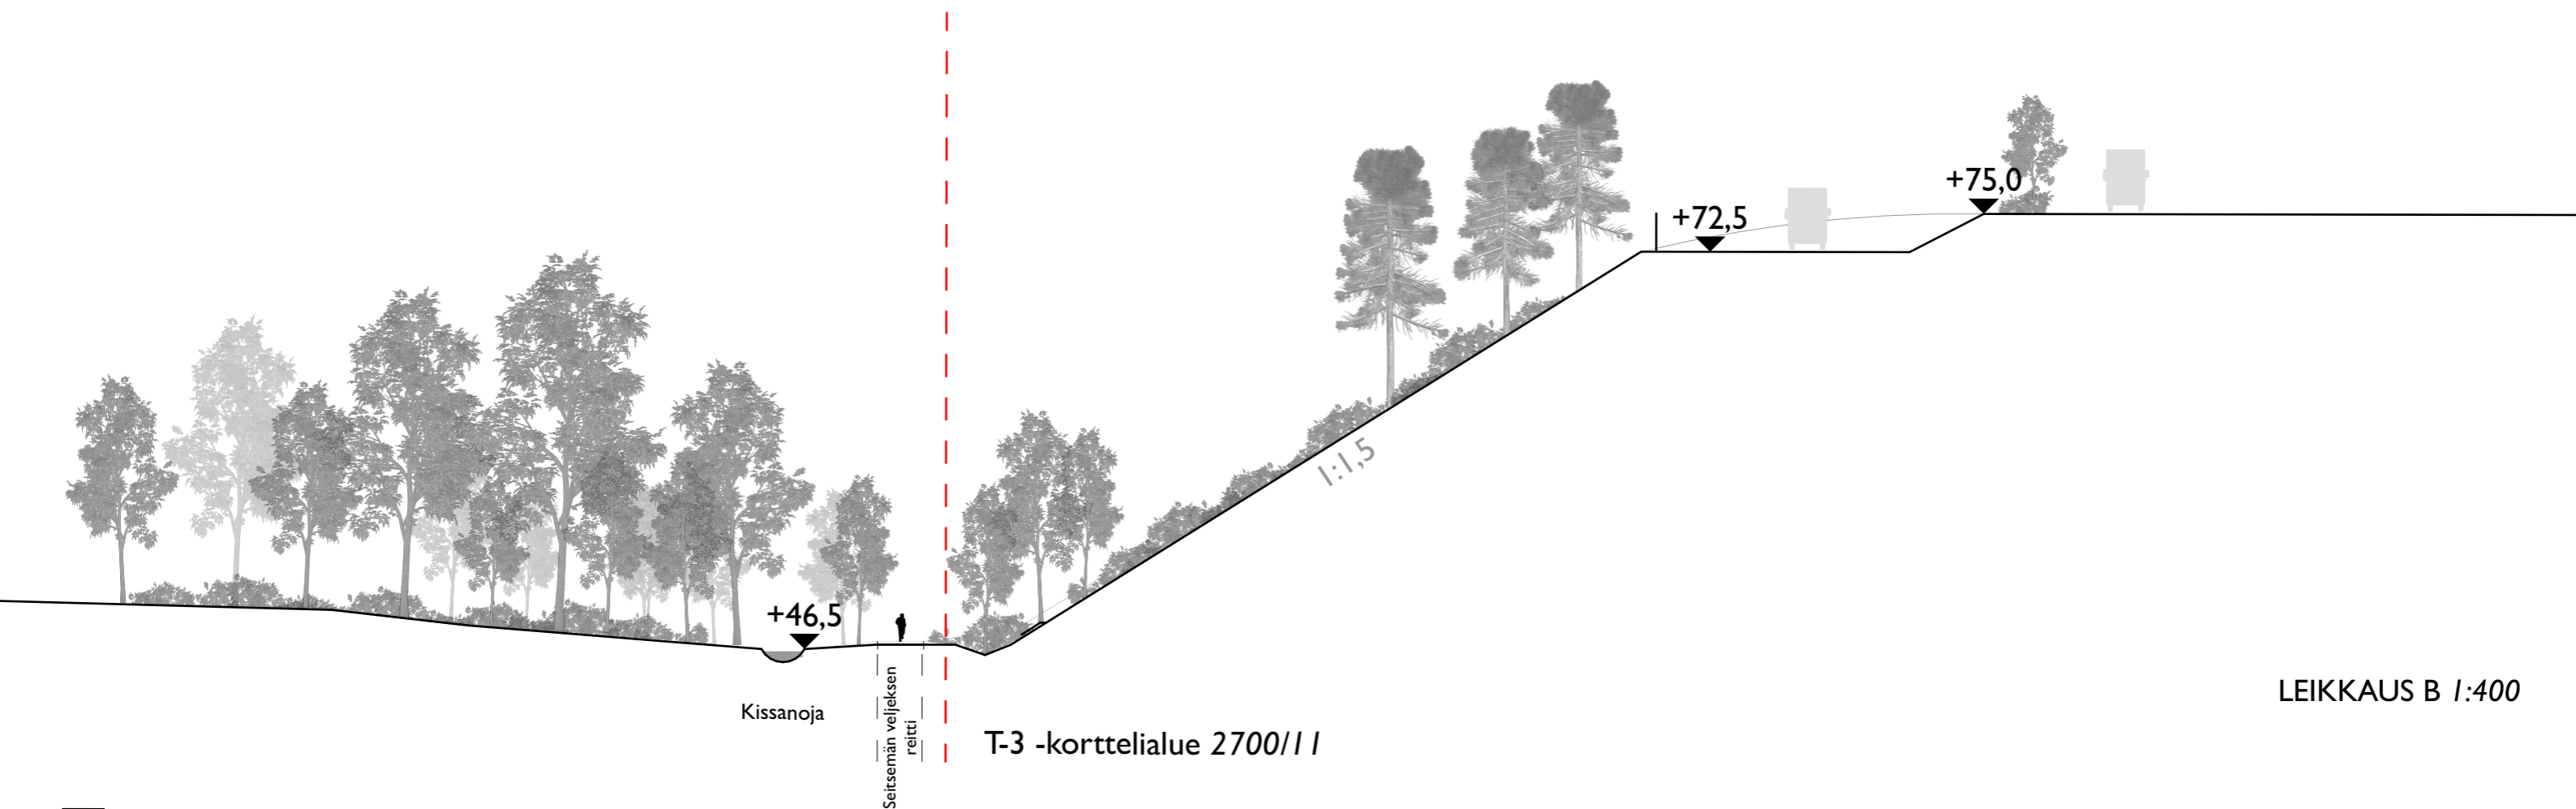 +75,0
+72,5
1:1,5
+46,5
Kissanoja
Seitsemän veljeksen
reitti
T-3 -korttelialue 2700/11
LEIKKAUS B 1:400